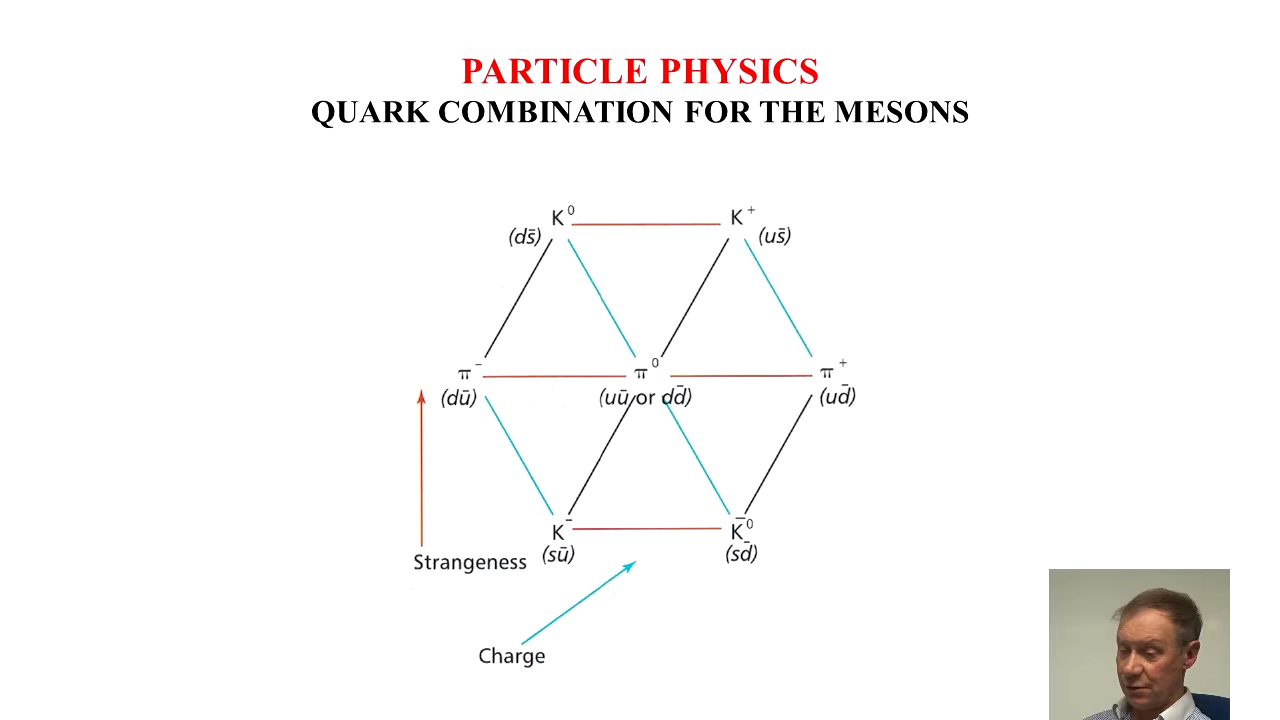 PARTICLE PHYSICS
QUARK COMBINATION FOR THE MESONS
K⁰ K⁺
(ds̄) (us̄)
π⁻ π⁰ π⁺
(dū) (uū or dd̄) (ud̄)
K⁻ K̄⁰
(sū) (sd̄)
Strangeness
Charge